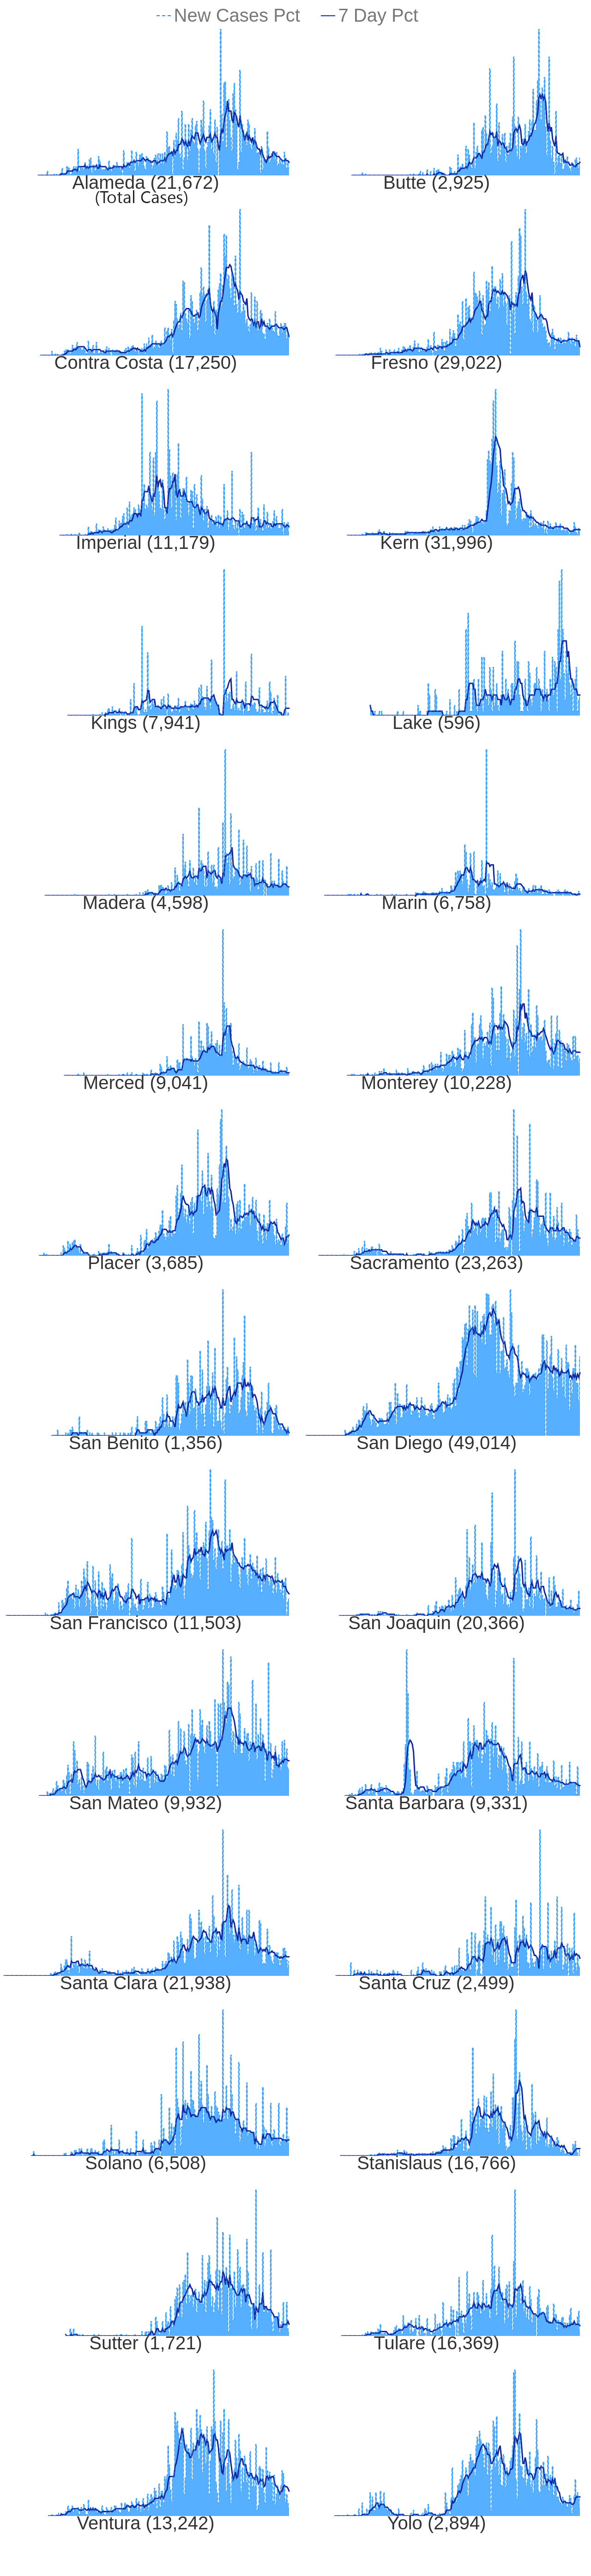 New Cases Pct 7 Day Pct
Alameda (21,672) Butte (2,925)
(Total Cases)
Contra Costa (17,250) Fresno (29,022)
Imperial (11,179) Kern (31,996)
Kings (7,941) Lake (596)
Madera (4,598) Marin (6,758)
Merced (9,041) Monterey (10,228)
Placer (3,685) Sacramento (23,263)
San Benito (1,356) San Diego (49,014)
San Francisco (11,503) San Joaquin (20,366)
San Mateo (9,932) Santa Barbara (9,331)
Santa Clara (21,938) Santa Cruz (2,499)
Solano (6,508) Stanislaus (16,766)
Sutter (1,721) Tulare (16,369)
Ventura (13,242) Yolo (2,894)